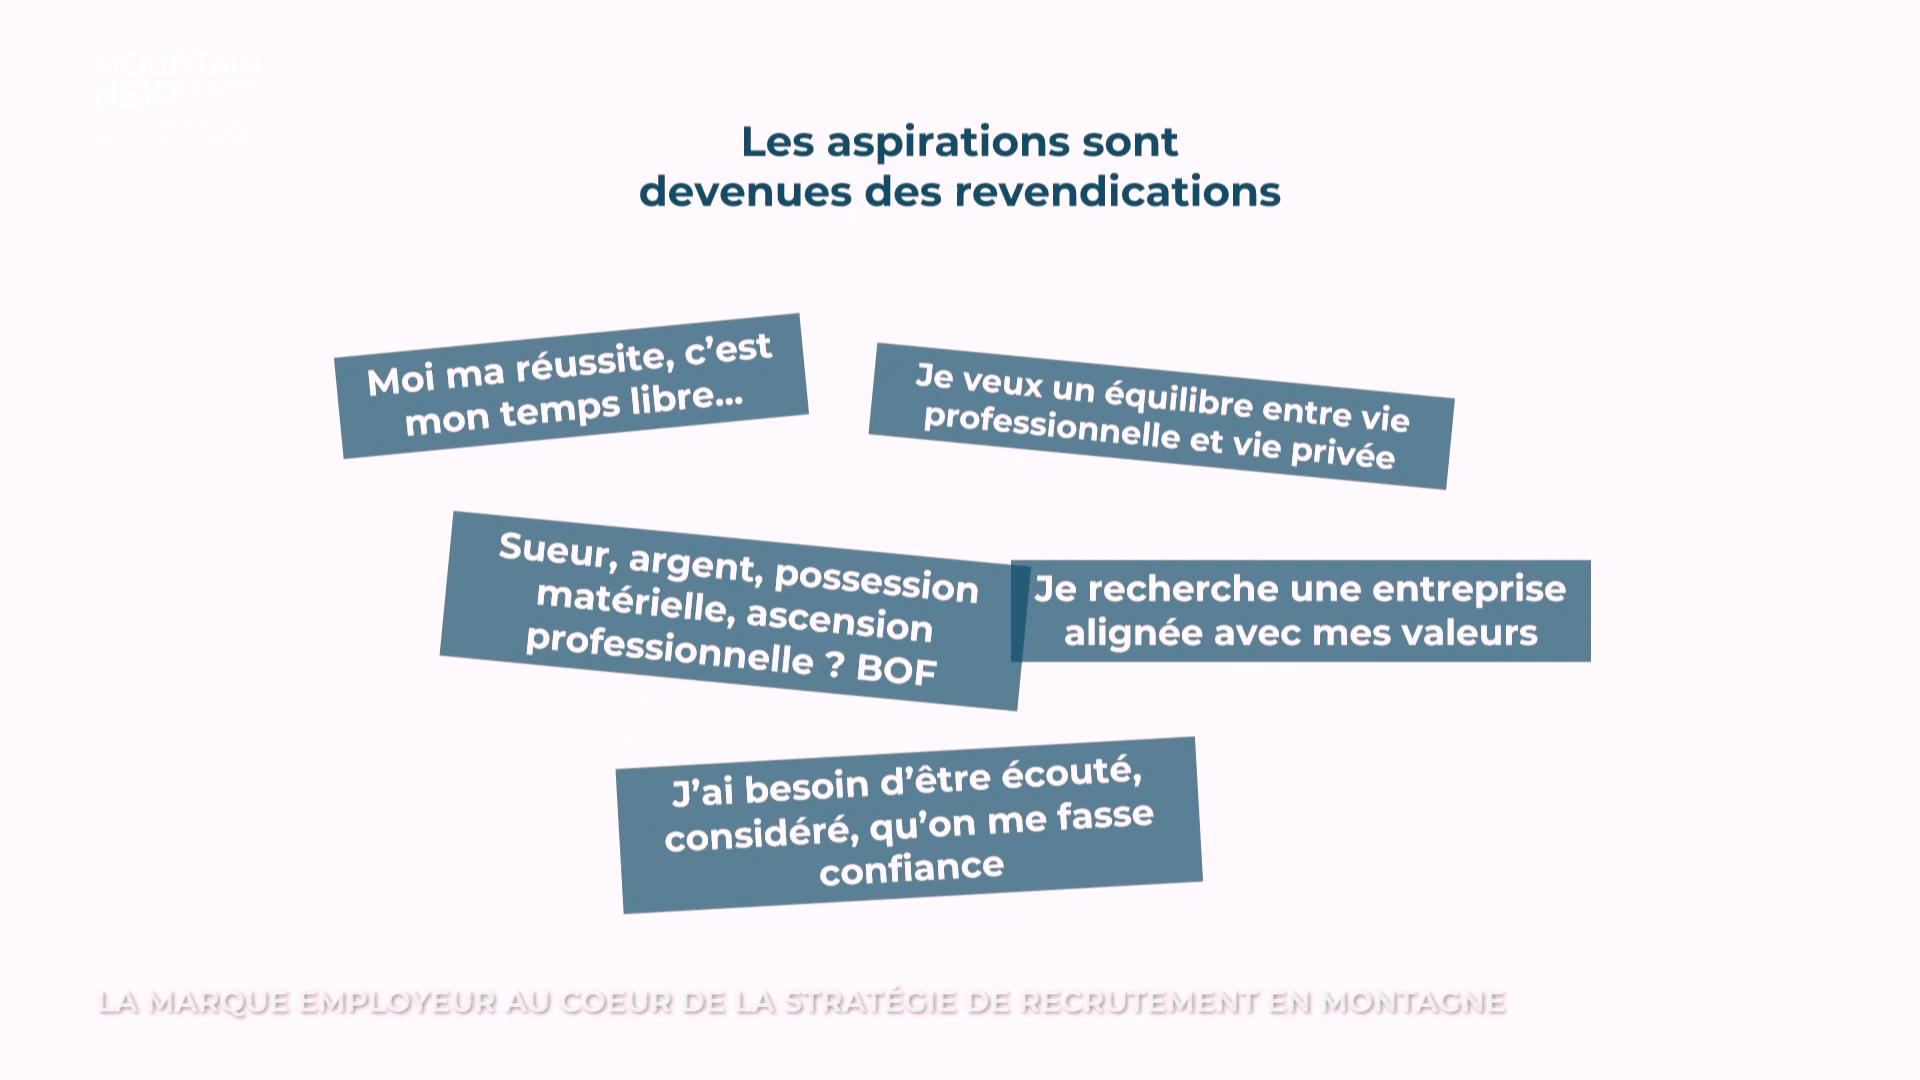 MOUNTAIN
NEXT
Les aspirations sont
devenues des revendications
Moi ma réussite, c’est
mon temps libre...
Je veux un équilibre entre vie
professionnelle et vie privée
Sueur, argent, possession
matérielle, ascension
professionnelle ? BOF
Je recherche une entreprise
alignée avec mes valeurs
J’ai besoin d’être écouté,
considéré, qu’on me fasse
confiance
LA MARQUE EMPLOYEUR AU COEUR DE LA STRATÉGIE DE RECRUTEMENT EN MONTAGNE